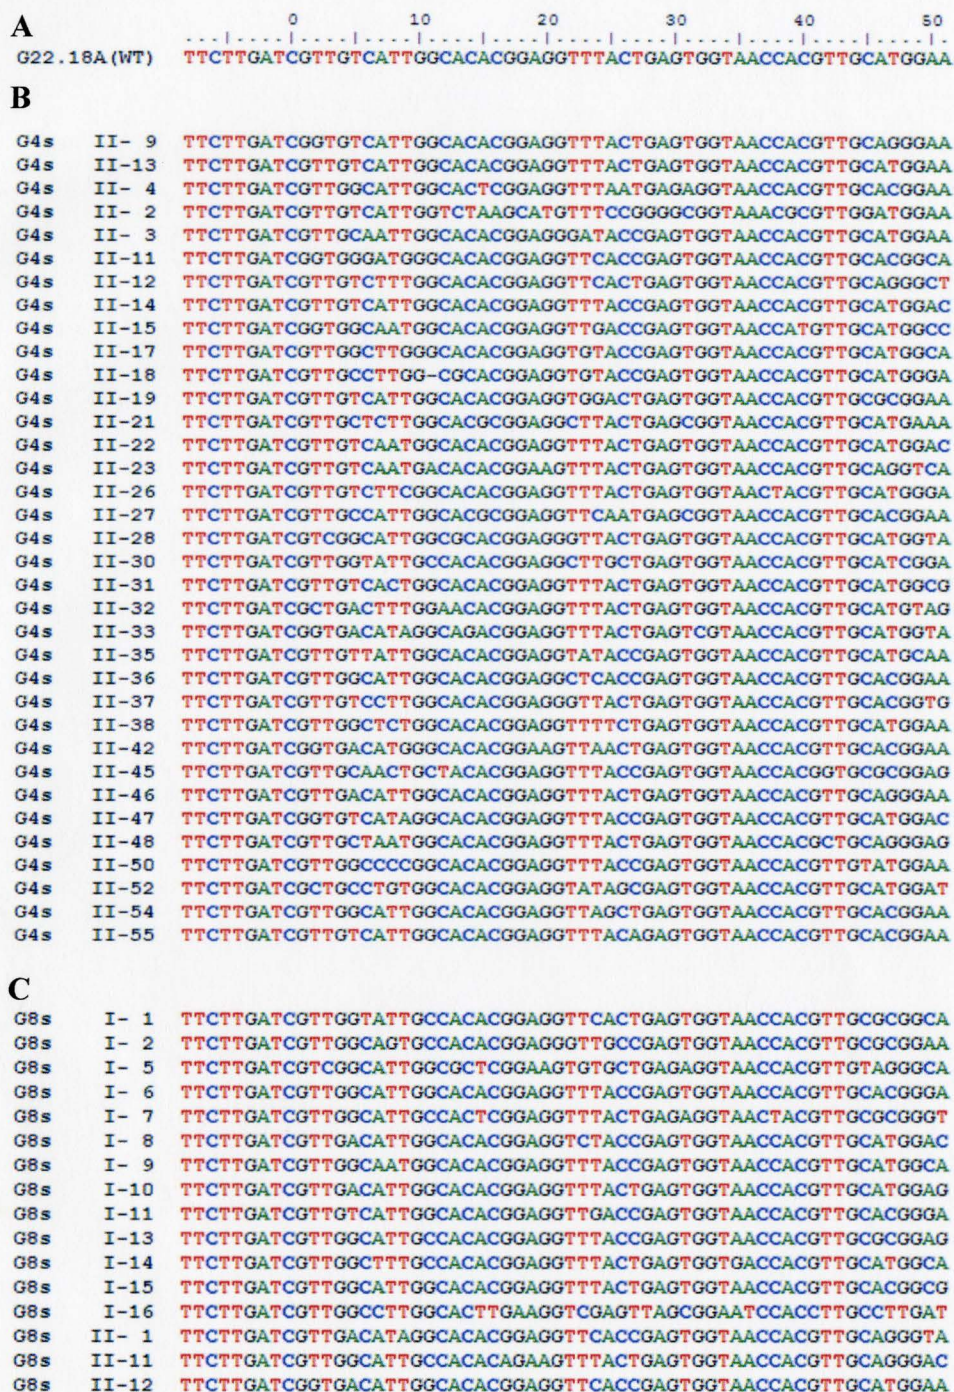 A
0 10 20 30 40 50
G22.18A(WT) TTCTTGATCGTTGTCATTGGCACACGGAGGTTTACTGAGTGGTAACCACGTTGCATGGAA
B
G4s II- 9 TTCTTGATCGGTGTCATTGGCACACGGAGGTTTACTGAGTGGTAACCACGTTGCAGGGAA
G4s II-13 TTCTTGATCGTTGTCATTGGCACACGGAGGTTTACTGAGTGGTAACCACGTTGCATGGAA
G4s II- 4 TTCTTGATCGTTGGCATTGGCACTCGGAGGTTTAATGAGAGGTAACCACGTTGCACGGAA
G4s II- 2 TTCTTGATCGTTGTCATTGGTCTAAGCATGTTTCCGGGGCGGTAAACGCGTTGGATGGAA
G4s II- 3 TTCTTGATCGTTGCAATTGGCACACGGAGGGATACCGAGTGGTAACCACGTTGCATGGAA
G4s II-11 TTCTTGATCGGTGGGATGGGCACACGGAGGTTCACCGAGTGGTAACCACGTTGCACGGCA
G4s II-12 TTCTTGATCGTTGTCTTTGGCACACGGAGGTTCACTGAGTGGTAACCACGTTGCAGGGCT
G4s II-14 TTCTTGATCGTTGTCATTGGCACACGGAGGTTTACCGAGTGGTAACCACGTTGCATGGAC
G4s II-15 TTCTTGATCGGTGGCAATGGCACACGGAGGTTGACCGAGTGGTAACCATGTTGCATGGCC
G4s II-17 TTCTTGATCGTTGGCTTGGGCACACGGAGGTGTACCGAGTGGTAACCACGTTGCATGGCA
G4s II-18 TTCTTGATCGTTGCCTTGG-CGCACGGAGGTGTACCGAGTGGTAACCACGTTGCATGGGA
G4s II-19 TTCTTGATCGTTGTCATTGGCACACGGAGGTGGACTGAGTGGTAACCACGTTGCGCGGAA
G4s II-21 TTCTTGATCGTTGCTCTTGGCACGCGGAGGCTTACTGAGCGGTAACCACGTTGCATGAAA
G4s II-22 TTCTTGATCGTTGTCAATGGCACACGGAGGTTTACTGAGTGGTAACCACGTTGCATGGAC
G4s II-23 TTCTTGATCGTTGTCAATGACACACGGAAGTTTACTGAGTGGTAACCACGTTGCAGGTCA
G4s II-26 TTCTTGATCGTTGTCTTCGGCACACGGAGGTTTACTGAGTGGTAACTACGTTGCATGGGA
G4s II-27 TTCTTGATCGTTGCCATTGGCACGCGGAGGTTCAATGAGCGGTAACCACGTTGCACGGAA
G4s II-28 TTCTTGATCGTCGGCATTGGCGCACGGAGGGTTACTGAGTGGTAACCACGTTGCATGGTA
G4s II-30 TTCTTGATCGTTGGTATTGCCACACGGAGGCTTGCTGAGTGGTAACCACGTTGCATCGGA
G4s II-31 TTCTTGATCGTTGTCACTGGCACACGGAGGTTTACTGAGTGGTAACCACGTTGCATGGCG
G4s II-32 TTCTTGATCGCTGACTTTGGAACACGGAGGTTTACTGAGTGGTAACCACGTTGCATGTAG
G4s II-33 TTCTTGATCGGTGACATAGGCAGACGGAGGTTTACTGAGTCGTAACCACGTTGCATGGTA
G4s II-35 TTCTTGATCGTTGTTATTGGCACACGGAGGTATACCGAGTGGTAACCACGTTGCATGCAA
G4s II-36 TTCTTGATCGTTGGCATTGGCACACGGAGGCTCACCGAGTGGTAACCACGTTGCACGGAA
G4s II-37 TTCTTGATCGTTGTCCTTGGCACACGGAGGGTTACTGAGTGGTAACCACGTTGCACGGTG
G4s II-38 TTCTTGATCGTTGGCTCTGGCACACGGAGGTTTTCTGAGTGGTAACCACGTTGCATGGAA
G4s II-42 TTCTTGATCGGTGACATGGGCACACGGAAGTTAACTGAGTGGTAACCACGTTGCACGGAA
G4s II-45 TTCTTGATCGTTGCAACTGCTACACGGAGGTTTACCGAGTGGTAACCACGGTGCGCGGAG
G4s II-46 TTCTTGATCGTTGACATTGGCACACGGAGGTTTACTGAGTGGTAACCACGTTGCAGGGAA
G4s II-47 TTCTTGATCGGTGTCATAGGCACACGGAGGTTTACCGAGTGGTAACCACGTTGCATGGAC
G4s II-48 TTCTTGATCGTTGCTAATGGCACACGGAGGTTTACTGAGTGGTAACCACGCTGCAGGGAG
G4s II-50 TTCTTGATCGTTGGCCCCGGCACACGGAGGTTTACCGAGTGGTAACCACGTTGTATGGAA
G4s II-52 TTCTTGATCGCTGCCTGTGGCACACGGAGGTATAGCGAGTGGTAACCACGTTGCATGGAT
G4s II-54 TTCTTGATCGTTGGCATTGGCACACGGAGGTTAGCTGAGTGGTAACCACGTTGCACGGAA
G4s II-55 TTCTTGATCGTTGTCATTGGCACACGGAGGTTTACAGAGTGGTAACCACGTTGCACGGAA
C
G8s I- 1 TTCTTGATCGTTGGTATTGCCACACGGAGGTTCACTGAGTGGTAACCACGTTGCGCGGCA
G8s I- 2 TTCTTGATCGTTGGCAGTGCCACACGGAGGGTTGCCGAGTGGTAACCACGTTGCGCGGAA
G8s I- 5 TTCTTGATCGTCGGCATTGGCGCTCGGAAGTGTGCTGAGAGGTAACCACGTTGTAGGGCA
G8s I- 6 TTCTTGATCGTTGGCATTGGCACACGGAGGTTTACCGAGTGGTAACCACGTTGCACGGGA
G8s I- 7 TTCTTGATCGTTGGCATTGCCACTCGGAGGTTTACTGAGAGGTAACTACGTTGCGCGGGT
G8s I- 8 TTCTTGATCGTTGACATTGGCACACGGAGGTCTACCGAGTGGTAACCACGTTGCATGGAC
G8s I- 9 TTCTTGATCGTTGGCAATGGCACACGGAGGTTTACCGAGTGGTAACCACGTTGCATGGCA
G8s I-10 TTCTTGATCGTTGACATTGGCACACGGAGGTTTACTGAGTGGTAACCACGTTGCATGGAG
G8s I-11 TTCTTGATCGTTGTCATTGGCACACGGAGGTTGACCGAGTGGTAACCACGTTGCACGGGA
G8s I-13 TTCTTGATCGTTGGCATTGCCACACGGAGGTTTACCGAGTGGTAACCACGTTGCGCGGAG
G8s I-14 TTCTTGATCGTTGGCTTTGCCACACGGAGGTTTACTGAGTGGTGACCACGTTGCATGGCA
G8s I-15 TTCTTGATCGTTGGCATTGGCACACGGAGGTTTACTGAGTGGTAACCACGTTGCACGGCG
G8s I-16 TTCTTGATCGTTGGCCTTGGCACTTGAAGGTCGAGTTAGCGGAATCCACCTTGCCTTGAT
G8s II- 1 TTCTTGATCGTTGACATAGGCACACGGAGGTTCACCGAGTGGTAACCACGTTGCAGGGTA
G8s II-11 TTCTTGATCGTTGGCATTGCCACACAGAAGTTTACTGAGTGGTAACCACGTTGCAGGGAC
G8s II-12 TTCTTGATCGGTGACATTGGCACACGGAGGTTCACCGAGTGGTAACCACGTTGCATGGAA